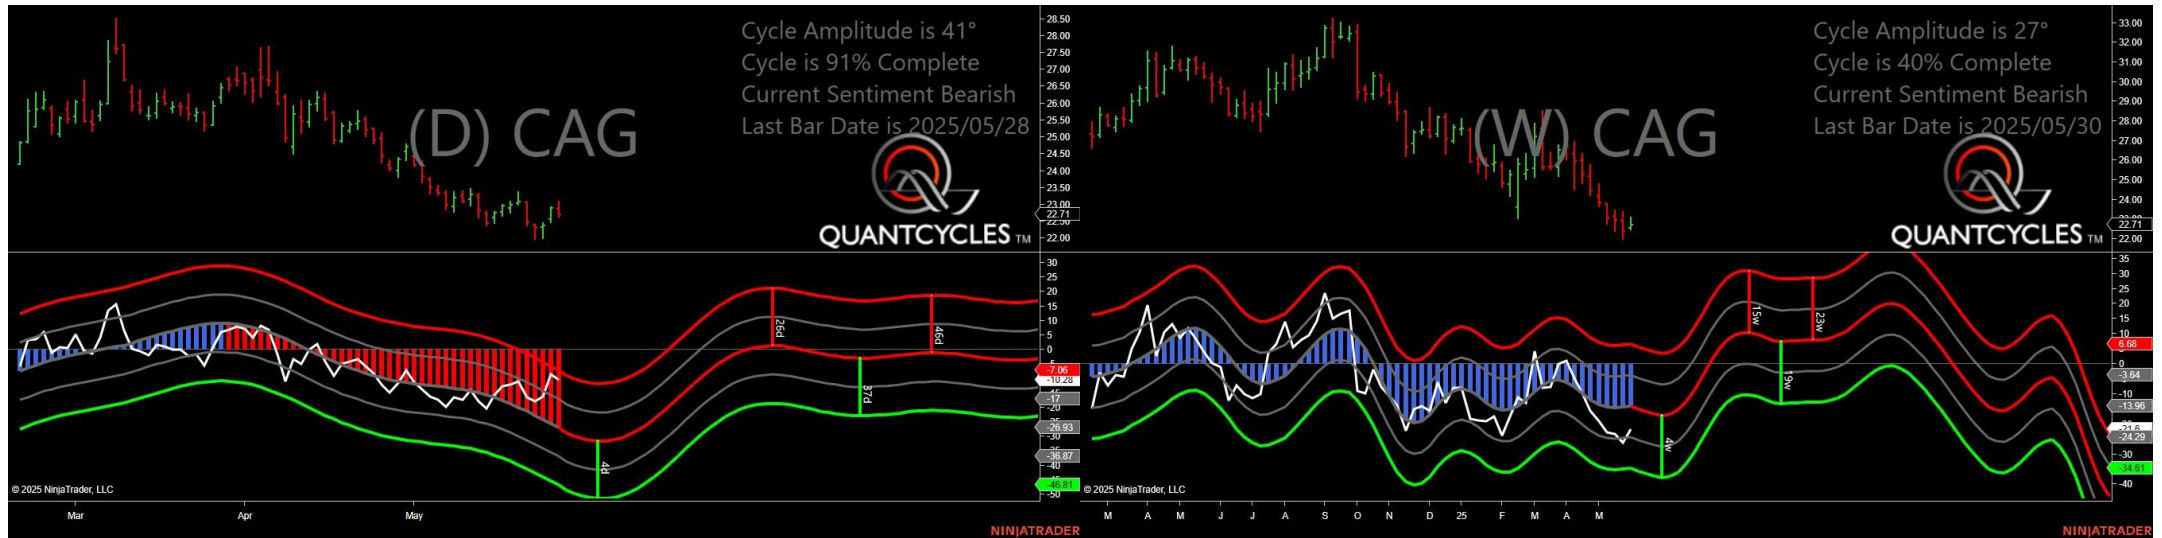 Cycle Amplitude is 41°
Cycle is 91% Complete
Current Sentiment Bearish
Last Bar Date is 2025/05/28
(D) CAG
QUANTCYCLES TM
28.50
28.00
27.50
27.00
26.50
26.00
25.50
25.00
24.50
24.00
23.50
23.00
22.71
22.50
22.00
30
25
20
15
10
5
0
-5
-7.06
-10.28
-17
-20
-26.93
-30
-36.87
-40
-46.81
-50
26d
46d
37d
4d
© 2025 NinjaTrader, LLC
Mar Apr May
NINJATRADER
Cycle Amplitude is 27°
Cycle is 40% Complete
Current Sentiment Bearish
Last Bar Date is 2025/05/30
(W) CAG
QUANTCYCLES TM
33.00
32.00
31.00
30.00
29.00
28.00
27.00
26.00
25.00
24.00
22.71
22.00
35
30
25
20
15
10
6.68
0
-3.64
-10
-13.96
-21.6
-24.29
-30
-34.61
-40
15w
23w
19w
4w
© 2025 NinjaTrader, LLC
M A M J J A S O N D 25 F M A M
NINJATRADER